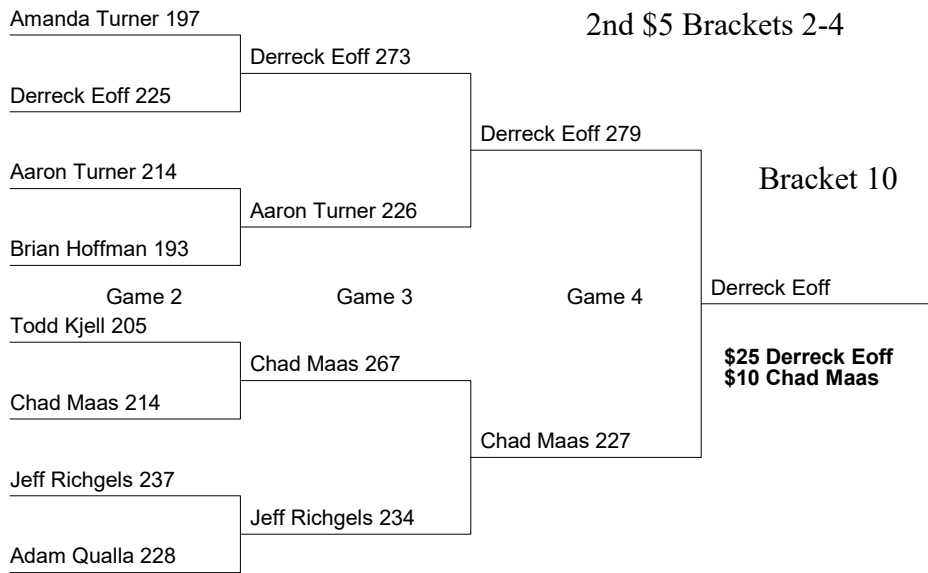 Amanda Turner 197
2nd $5 Brackets 2-4
Derreck Eoff 273
Derreck Eoff 225
Derreck Eoff 279
Aaron Turner 214
Bracket 10
Aaron Turner 226
Brian Hoffman 193
Game 2
Game 3
Game 4
Derreck Eoff
Todd Kjell 205
Chad Maas 267
$25 Derreck Eoff
$10 Chad Maas
Chad Maas 214
Chad Maas 227
Jeff Richgels 237
Jeff Richgels 234
Adam Qualla 228